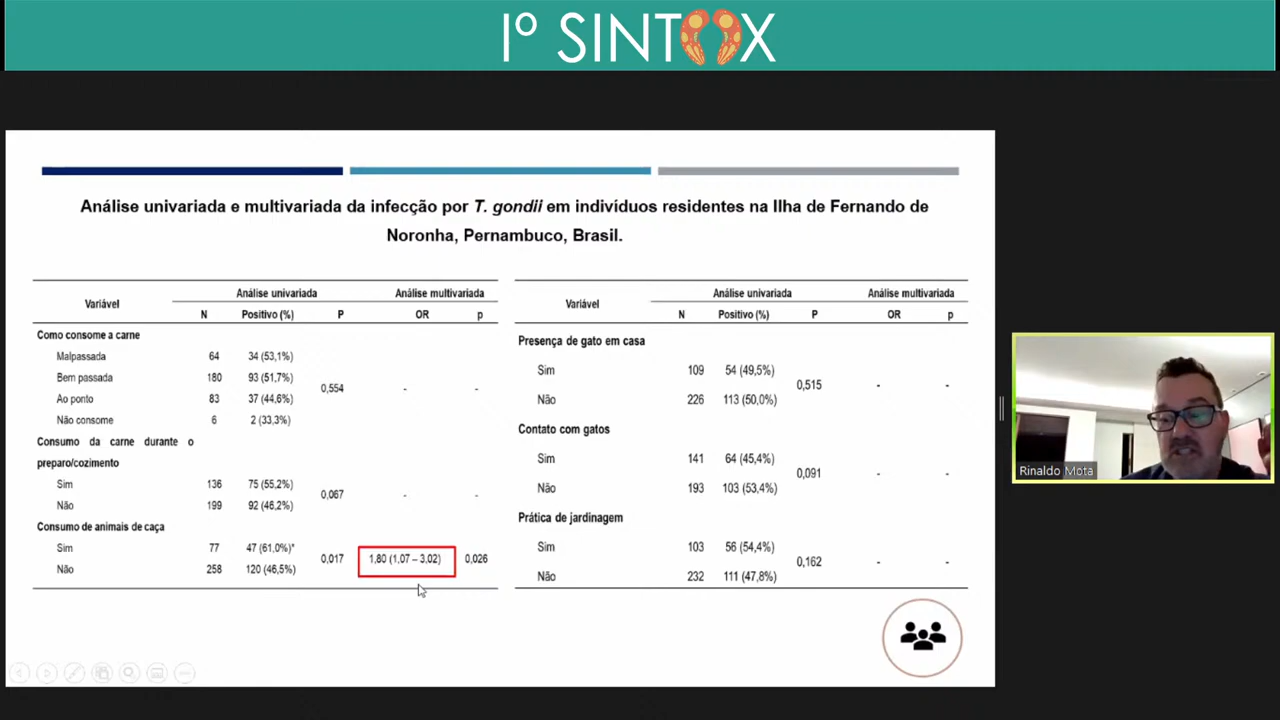 Iº SINTOX
Análise univariada e multivariada da infecção por T. gondii em indivíduos residentes na Ilha de Fernando de
Noronha, Pernambuco, Brasil.
Variável Análise univariada Análise multivariada
N Positivo (%) P OR p
Como consome a carne
Malpassada 64 34 (53,1%)
Bem passada 180 93 (51,7%)
0,554 - -
Ao ponto 83 37 (44,6%)
Não consome 6 2 (33,3%)
Consumo da carne durante o
preparo/cozimento
Sim 136 75 (55,2%)
0,067 - -
Não 199 92 (46,2%)
Consumo de animais de caça
Sim 77 47 (61,0%)*
0,017 1,80 (1,07 – 3,02) 0,026
Não 258 120 (46,5%)
Variável Análise univariada Análise multivariada
N Positivo (%) P OR p
Presença de gato em casa
Sim 109 54 (49,5%)
0,515 - -
Não 226 113 (50,0%)
Contato com gatos
Sim 141 64 (45,4%)
0,091 - -
Não 193 103 (53,4%)
Prática de jardinagem
Sim 103 56 (54,4%)
0,162 - -
Não 232 111 (47,8%)
Rinaldo Mota